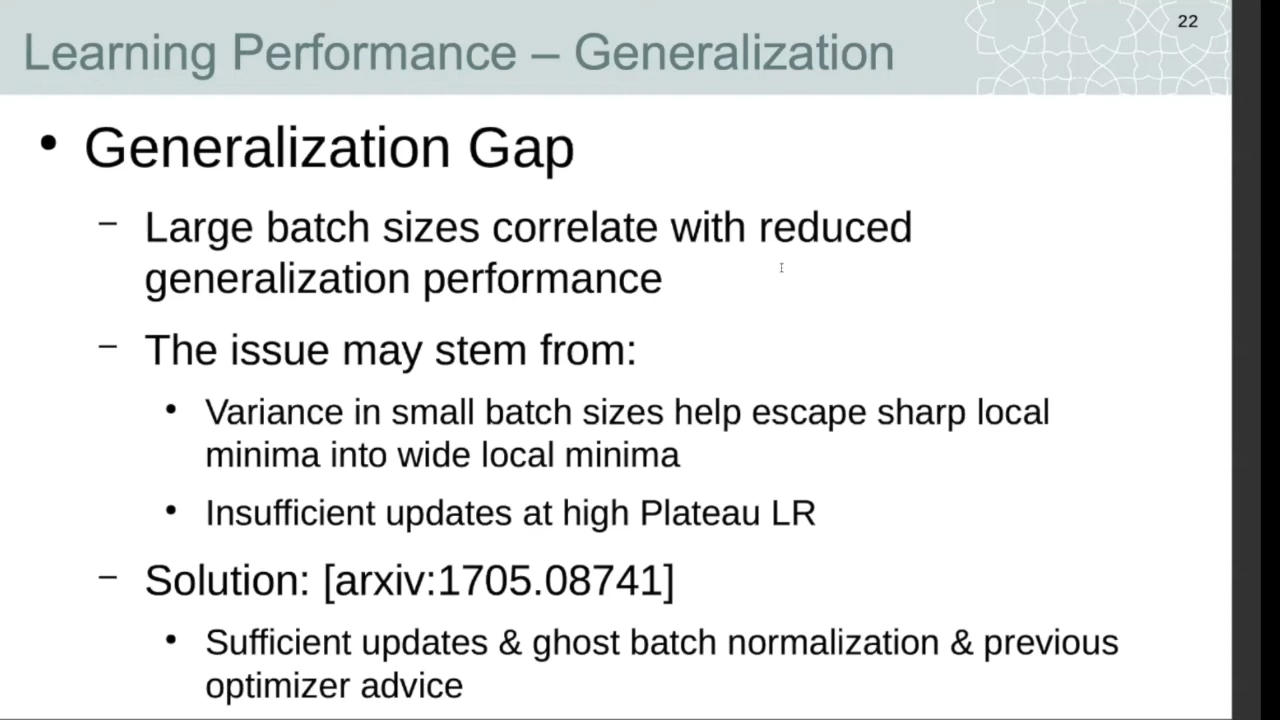 22
Learning Performance – Generalization
• Generalization Gap
– Large batch sizes correlate with reduced
generalization performance
– The issue may stem from:
• Variance in small batch sizes help escape sharp local
minima into wide local minima
• Insufficient updates at high Plateau LR
– Solution: [arxiv:1705.08741]
• Sufficient updates & ghost batch normalization & previous
optimizer advice